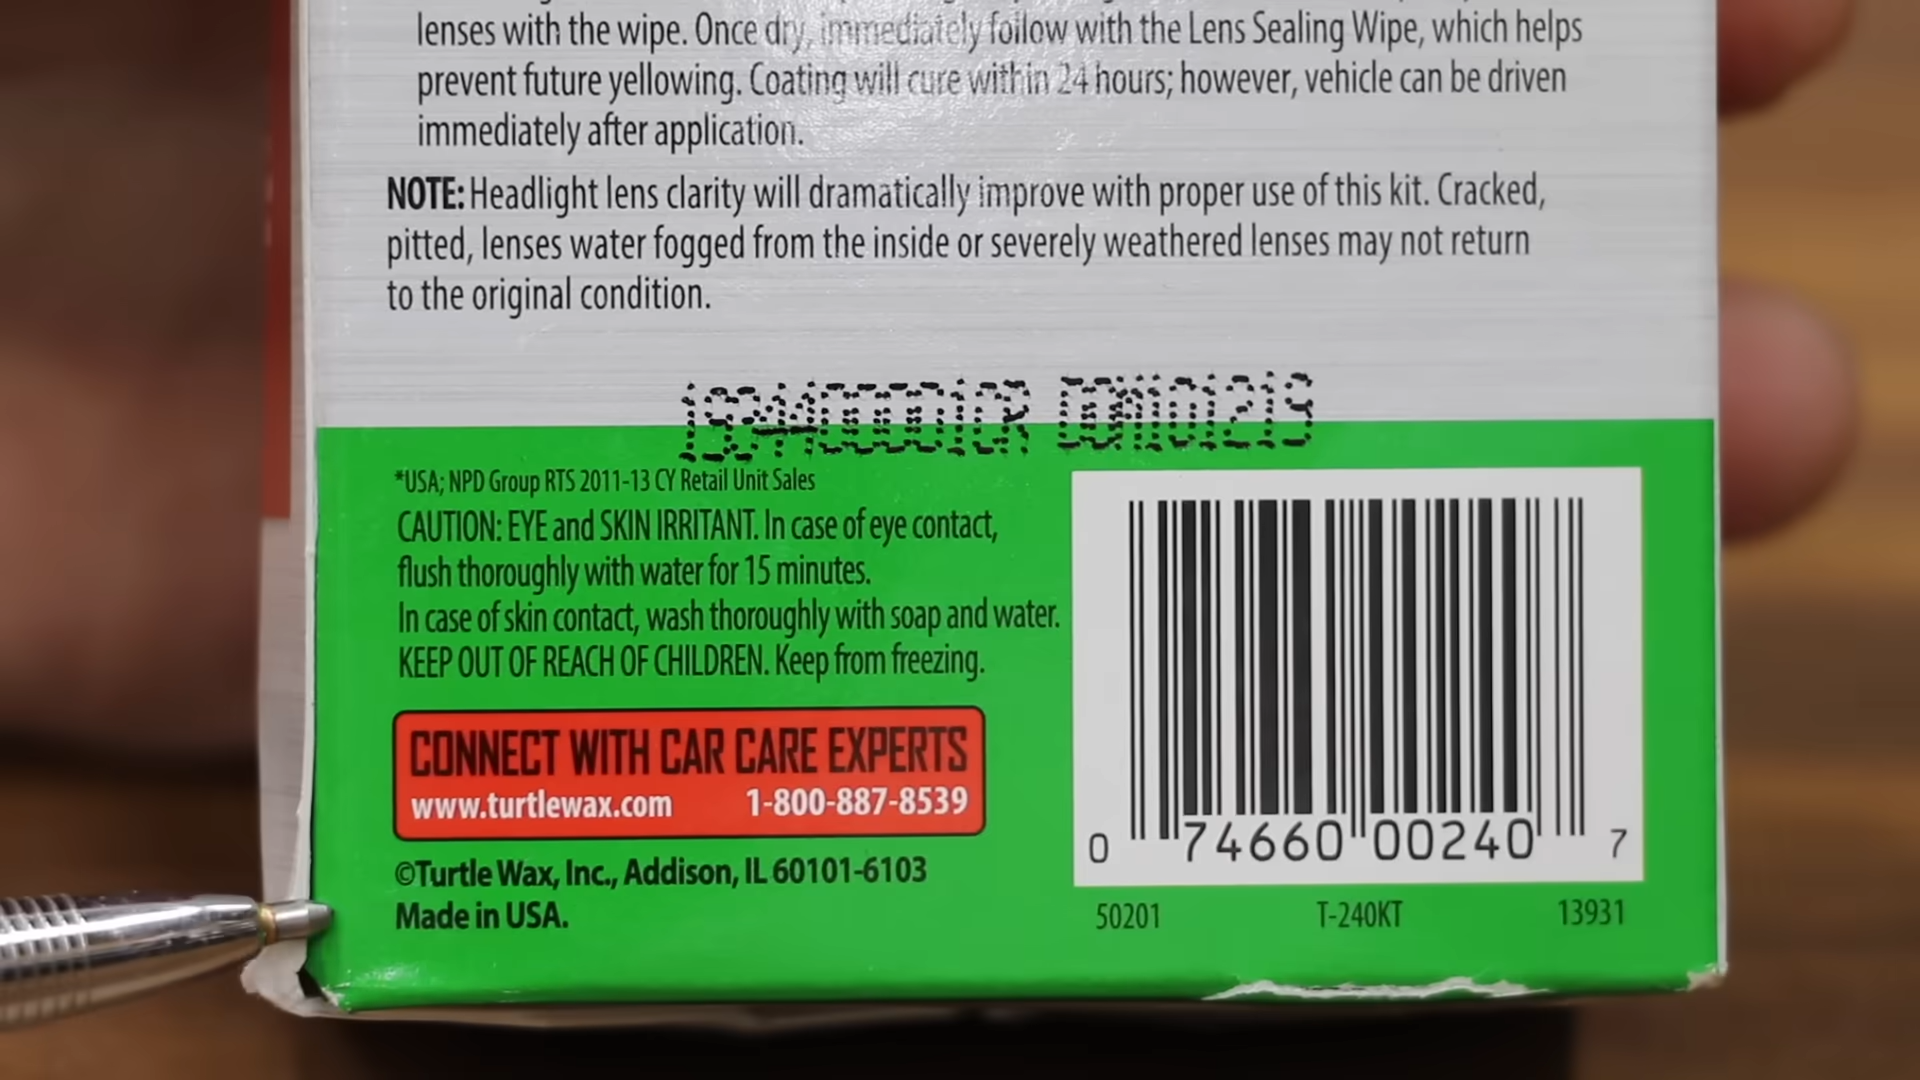 lenses with the wipe. Once dry, immediately follow with the Lens Sealing Wipe, which helps
prevent future yellowing. Coating will cure within 24 hours; however, vehicle can be driven
immediately after application.
NOTE: Headlight lens clarity will dramatically improve with proper use of this kit. Cracked,
pitted, lenses water fogged from the inside or severely weathered lenses may not return
to the original condition.
*USA; NPD Group RTS 2011-13 CY Retail Unit Sales
CAUTION: EYE and SKIN IRRITANT. In case of eye contact,
flush thoroughly with water for 15 minutes.
In case of skin contact, wash thoroughly with soap and water.
KEEP OUT OF REACH OF CHILDREN. Keep from freezing.
CONNECT WITH CAR CARE EXPERTS
www.turtlewax.com 1-800-887-8539
©Turtle Wax, Inc., Addison, IL 60101-6103
Made in USA.
0 74660 00240 7
50201 T-240KT 13931